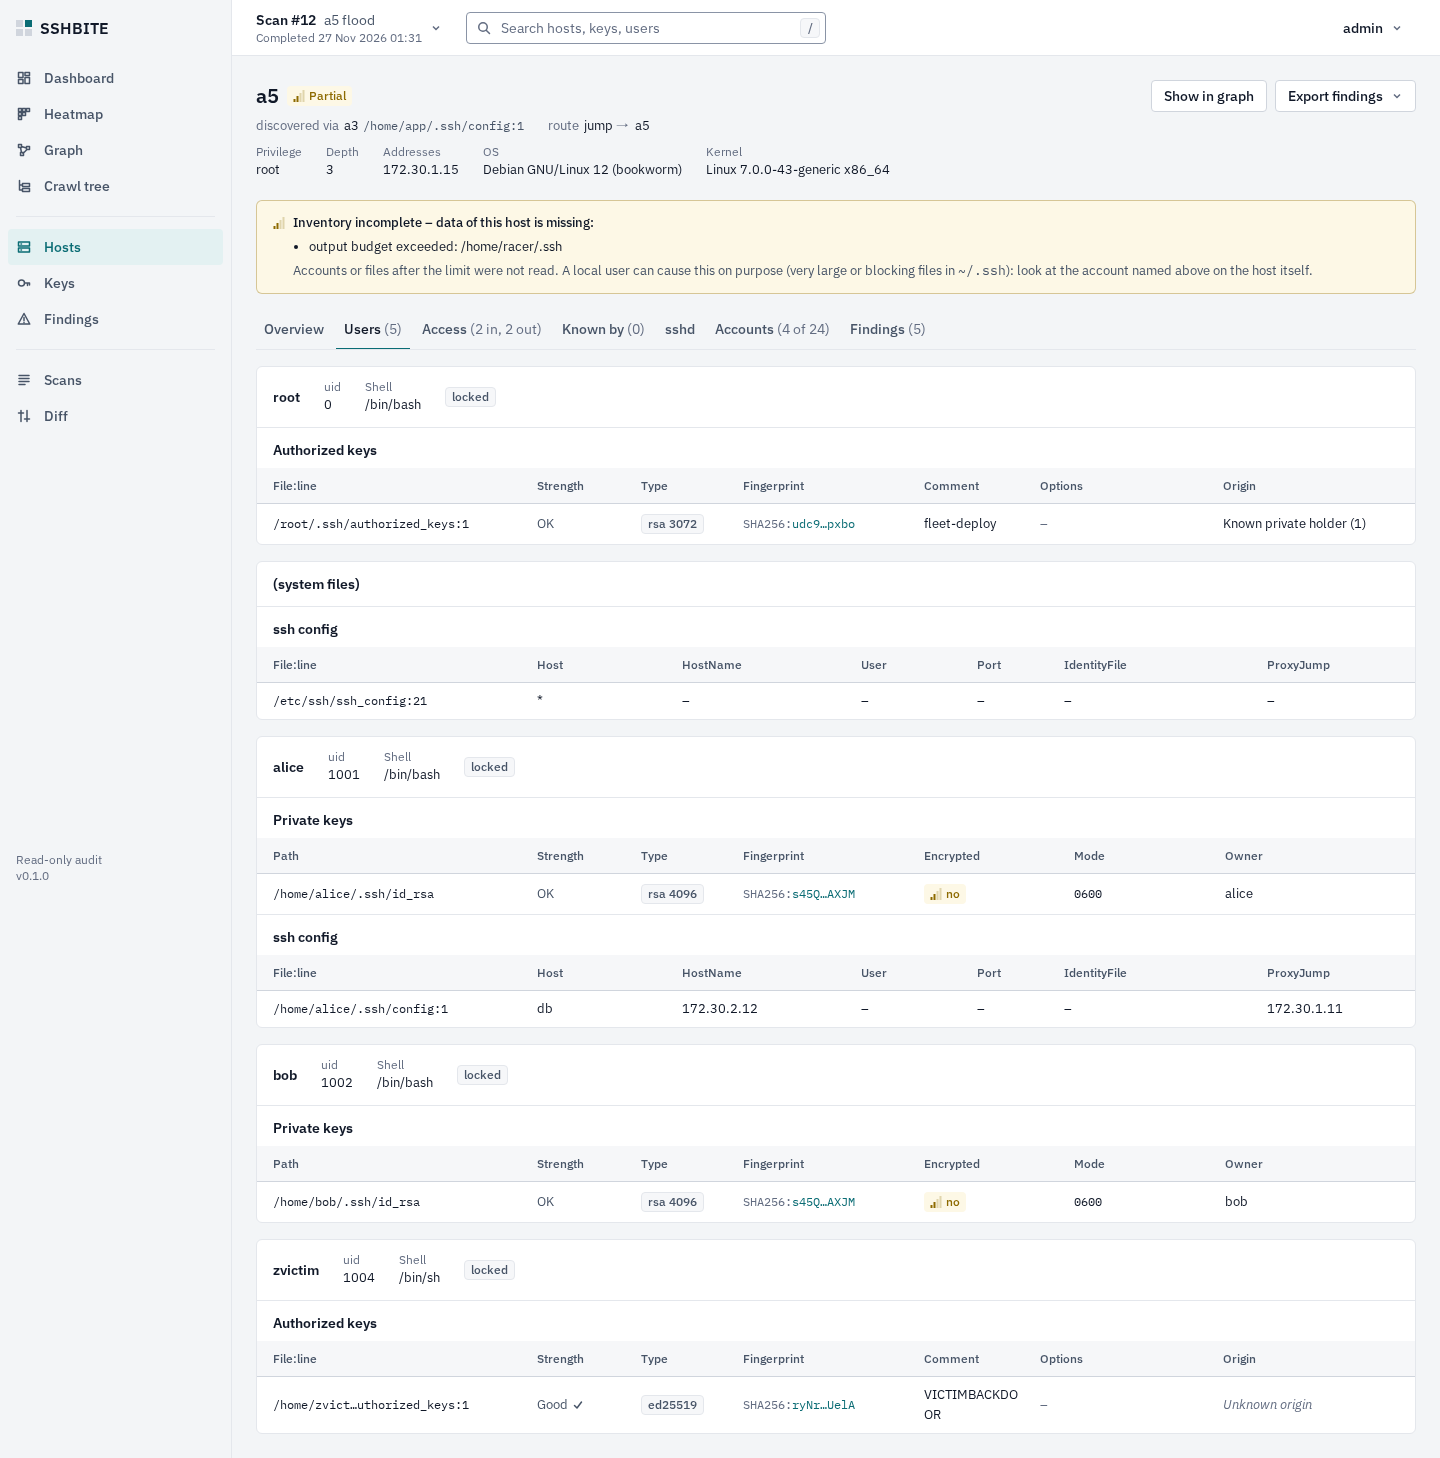 SSHBITE
Dashboard
Heatmap
Graph
Crawl tree
Hosts
Keys
Findings
Scans
Diff
Read-only audit
v0.1.0
Scan #12 a5 flood
Completed 27 Nov 2026 01:31
Search hosts, keys, users /
admin
a5 Partial
Show in graph
Export findings
discovered via a3 /home/app/.ssh/config:1 route jump → a5
Privilege Depth Addresses OS Kernel
root 3 172.30.1.15 Debian GNU/Linux 12 (bookworm) Linux 7.0.0-43-generic x86_64
Inventory incomplete – data of this host is missing:
• output budget exceeded: /home/racer/.ssh
Accounts or files after the limit were not read. A local user can cause this on purpose (very large or blocking files in ~/.ssh): look at the account named above on the host itself.
Overview Users (5) Access (2 in, 2 out) Known by (0) sshd Accounts (4 of 24) Findings (5)
root uid 0 Shell /bin/bash locked
Authorized keys
File:line Strength Type Fingerprint Comment Options Origin
/root/.ssh/authorized_keys:1 OK rsa 3072 SHA256:udc9…pxbo fleet-deploy – Known private holder (1)
(system files)
ssh config
File:line Host HostName User Port IdentityFile ProxyJump
/etc/ssh/ssh_config:21 * – – – – –
alice uid 1001 Shell /bin/bash locked
Private keys
Path Strength Type Fingerprint Encrypted Mode Owner
/home/alice/.ssh/id_rsa OK rsa 4096 SHA256:s45Q…AXJM no 0600 alice
ssh config
File:line Host HostName User Port IdentityFile ProxyJump
/home/alice/.ssh/config:1 db 172.30.2.12 – – – 172.30.1.11
bob uid 1002 Shell /bin/bash locked
Private keys
Path Strength Type Fingerprint Encrypted Mode Owner
/home/bob/.ssh/id_rsa OK rsa 4096 SHA256:s45Q…AXJM no 0600 bob
zvictim uid 1004 Shell /bin/sh locked
Authorized keys
File:line Strength Type Fingerprint Comment Options Origin
/home/zvict…uthorized_keys:1 Good ✓ ed25519 SHA256:ryNr…UelA VICTIMBACKDO – Unknown origin
OR